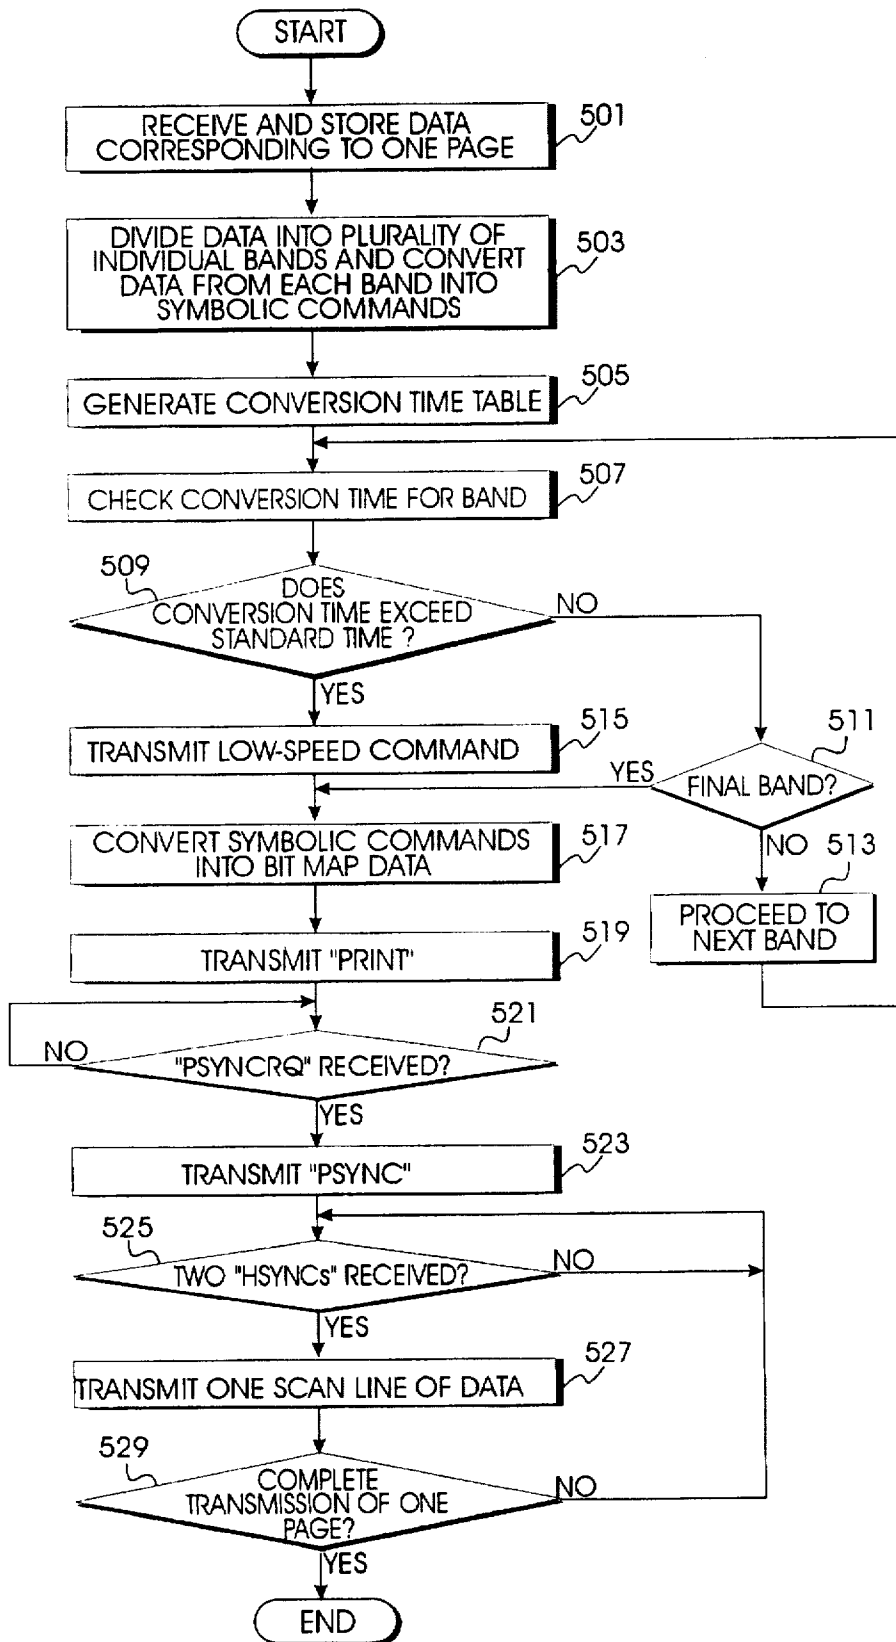 START
RECEIVE AND STORE DATA
CORRESPONDING TO ONE PAGE
501
DIVIDE DATA INTO PLURALITY OF
INDIVIDUAL BANDS AND CONVERT
DATA FROM EACH BAND INTO
SYMBOLIC COMMANDS
503
GENERATE CONVERSION TIME TABLE
505
CHECK CONVERSION TIME FOR BAND
507
509
DOES
CONVERSION TIME EXCEED
STANDARD TIME ?
NO
YES
TRANSMIT LOW-SPEED COMMAND
515
511
FINAL BAND?
YES
NO
513
PROCEED TO
NEXT BAND
CONVERT SYMBOLIC COMMANDS
INTO BIT MAP DATA
517
TRANSMIT "PRINT"
519
521
"PSYNCRQ" RECEIVED?
NO
YES
TRANSMIT "PSYNC"
523
525
TWO "HSYNCs" RECEIVED?
NO
YES
TRANSMIT ONE SCAN LINE OF DATA
527
529
COMPLETE
TRANSMISSION OF ONE
PAGE?
NO
YES
END